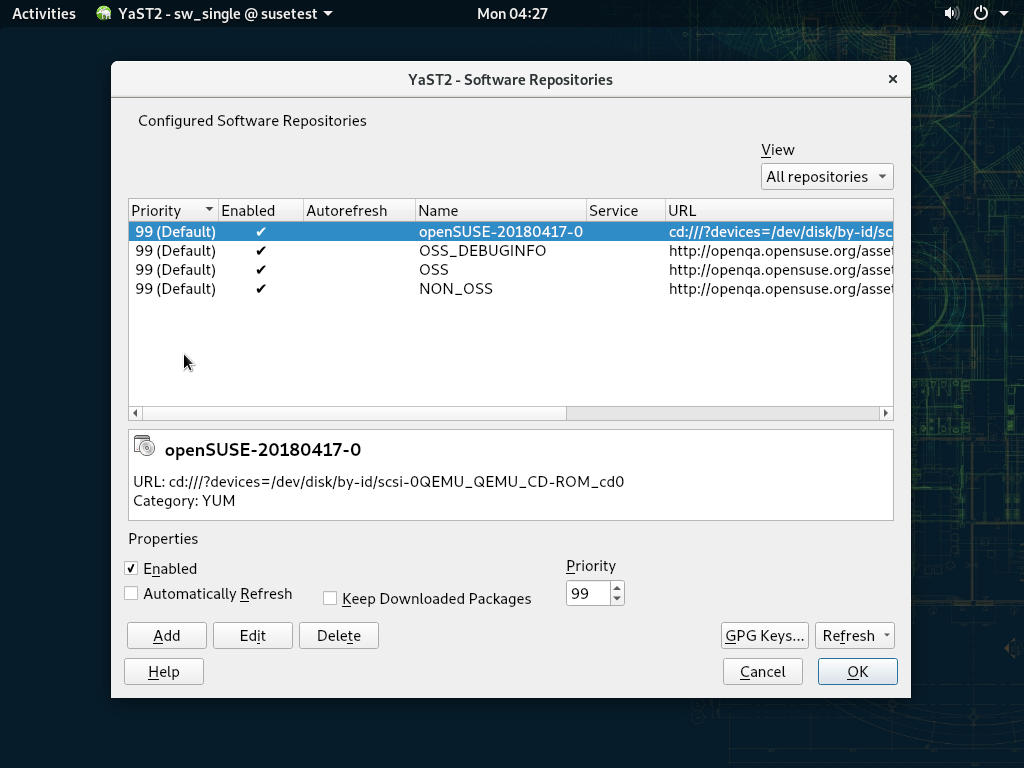 Activities YaST2 - sw_single @ susetest Mon 04:27
YaST2 - Software Repositories
Configured Software Repositories
View
All repositories
Priority Enabled Autorefresh Name Service URL
99 (Default) ✔ openSUSE-20180417-0 cd:///?devices=/dev/disk/by-id/sc
99 (Default) ✔ OSS_DEBUGINFO http://openqa.opensuse.org/asset
99 (Default) ✔ OSS http://openqa.opensuse.org/asset
99 (Default) ✔ NON_OSS http://openqa.opensuse.org/asset
openSUSE-20180417-0
URL: cd:///?devices=/dev/disk/by-id/scsi-0QEMU_QEMU_CD-ROM_cd0
Category: YUM
Properties
Enabled
Priority
Automatically Refresh
Keep Downloaded Packages
99
Add Edit Delete GPG Keys... Refresh
Help Cancel OK